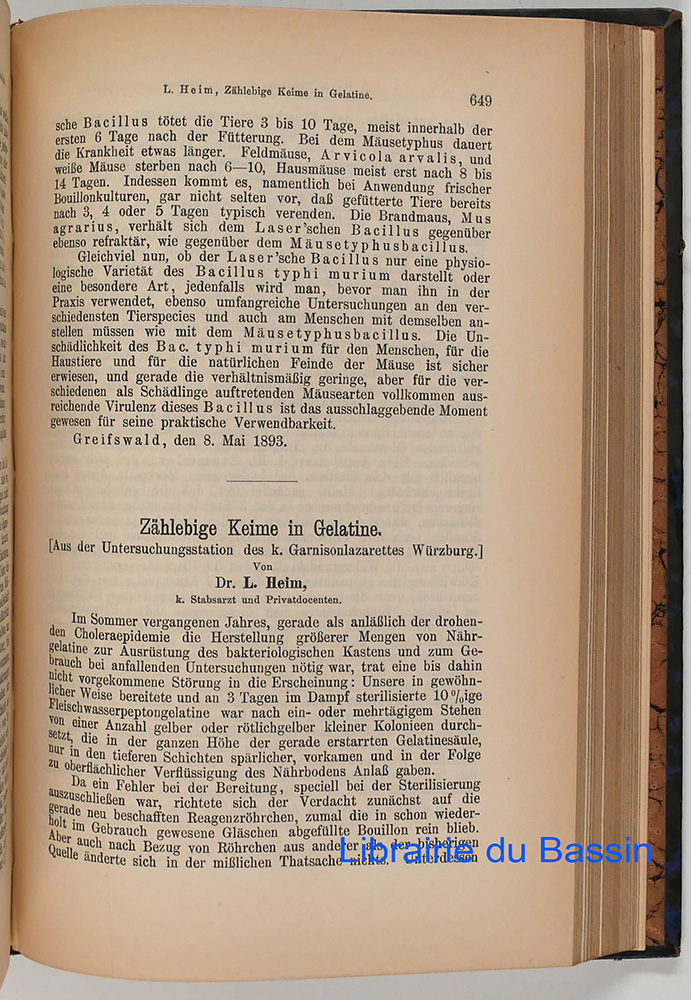 L. Heim, Zählebige Keime in Gelatine.
649
sche Bacillus tötet die Tiere 3 bis 10 Tage, meist innerhalb der
ersten 6 Tage nach der Fütterung. Bei dem Mäusetyphus dauert
die Krankheit etwas länger. Feldmäuse, Arvicola arvalis, und
weiße Mäuse sterben nach 6—10, Hausmäuse meist erst nach 8 bis
14 Tagen. Indessen kommt es, namentlich bei Anwendung frischer
Bouillonkulturen, gar nicht selten vor, daß gefütterte Tiere bereits
nach 3, 4 oder 5 Tagen typisch verenden. Die Brandmaus, Mus
agrarius, verhält sich dem Laser'schen Bacillus gegenüber
ebenso refraktär, wie gegenüber dem Mäusetyphusbacillus.
Gleichviel nun, ob der Laser'sche Bacillus nur eine physio-
logische Varietät des Bacillus typhi murium darstellt oder
eine besondere Art, jedenfalls wird man, bevor man ihn in der
Praxis verwendet, ebenso umfangreiche Untersuchungen an den ver-
schiedensten Tierspecies und auch am Menschen mit demselben an-
stellen müssen wie mit dem Mäusetyphusbacillus. Die Un-
schädlichkeit des Bac. typhi murium für den Menschen, für die
Haustiere und für die natürlichen Feinde der Mäuse ist sicher
erwiesen, und gerade die verhältnismäßig geringe, aber für die ver-
schiedenen als Schädlinge auftretenden Mäusearten vollkommen aus-
reichende Virulenz dieses Bacillus ist das ausschlaggebende Moment
gewesen für seine praktische Verwendbarkeit.
Greifswald, den 8. Mai 1893.
Zählebige Keime in Gelatine.
[Aus der Untersuchungsstation des k. Garnisonlazarettes Würzburg.]
Von
Dr. L. Heim,
k. Stabsarzt und Privatdocenten.
Im Sommer vergangenen Jahres, gerade als anläßlich der drohen-
den Choleraepidemie die Herstellung größerer Mengen von Nähr-
gelatine zur Ausrüstung des bakteriologischen Kastens und zum Ge-
brauch bei anfallenden Untersuchungen nötig war, trat eine bis dahin
nicht vorgekommene Störung in die Erscheinung: Unsere in gewöhn-
licher Weise bereitete und an 3 Tagen im Dampf sterilisierte 10%ige
Fleischwasserpeptongelatine war nach ein- oder mehrtägigem Stehen
von einer Anzahl gelber oder rötlichgelber kleiner Kolonieen durch-
setzt, die in der ganzen Höhe der gerade erstarrten Gelatinesäule,
nur in den tieferen Schichten spärlicher, vorkamen und in der Folge
zu oberflächlicher Verflüssigung des Nährbodens Anlaß gaben.
Da ein Fehler bei der Bereitung, speciell bei der Sterilisierung
auszuschließen war, richtete sich der Verdacht zunächst auf die
gerade neu beschafften Reagenzröhrchen, zumal die in schon wieder-
holt im Gebrauch gewesene Gläschen abgefüllte Bouillon rein blieb.
Aber auch nach Bezug von Röhrchen aus anderer als der bisherigen
Quelle änderte sich in der mißlichen Thatsache nichts. Unterdessen
Librairie du Bassin